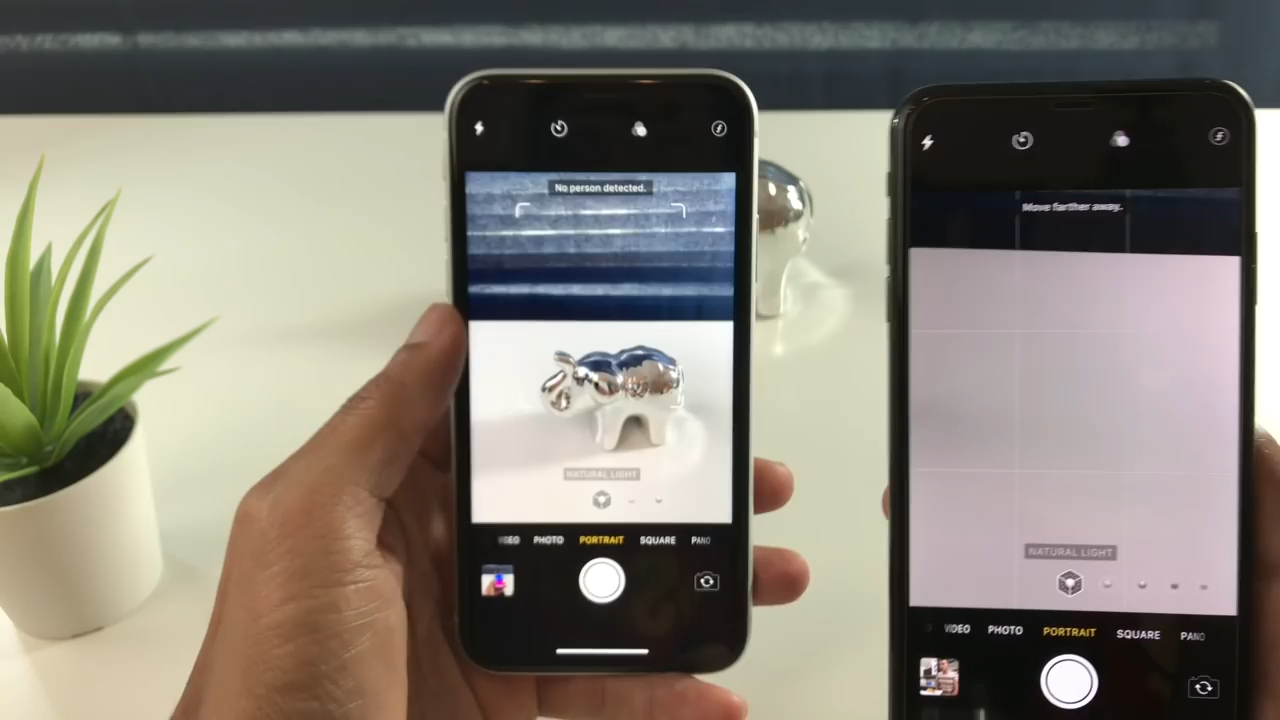 No person detected.
NATURAL LIGHT
VIDEO PHOTO PORTRAIT SQUARE PANO
Move farther away.
NATURAL LIGHT
VIDEO PHOTO PORTRAIT SQUARE PANO